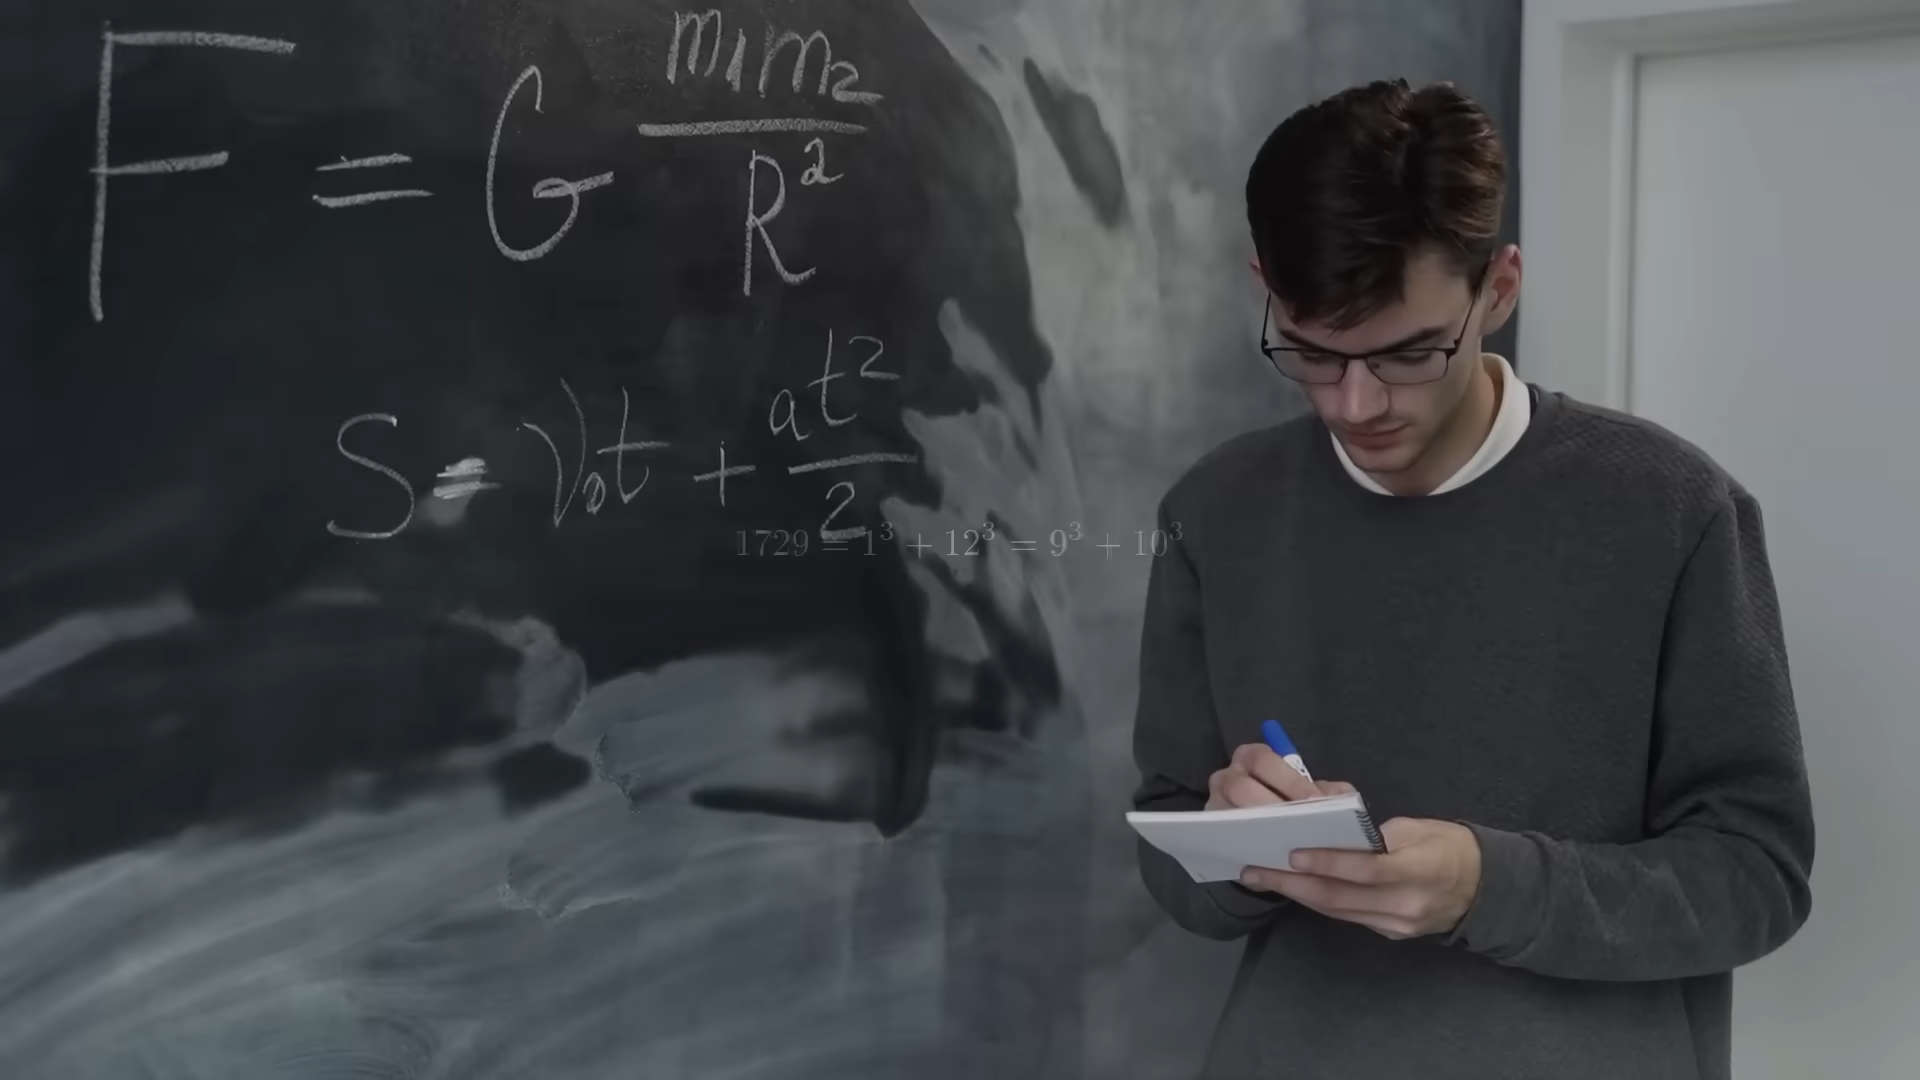 F = G m₁m₂/R²
S = V₀t + at²/2
1729 = 1³ + 12³ = 9³ + 10³